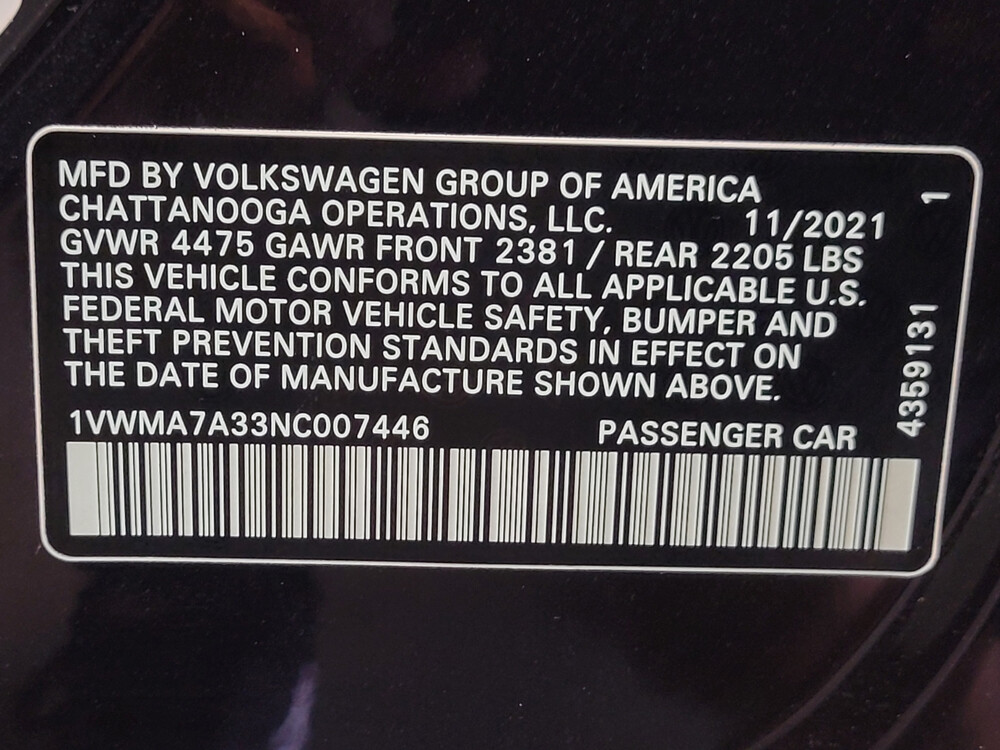 MFD BY VOLKSWAGEN GROUP OF AMERICA
CHATTANOOGA OPERATIONS, LLC. 11/2021
GVWR 4475 GAWR FRONT 2381 / REAR 2205 LBS
THIS VEHICLE CONFORMS TO ALL APPLICABLE U.S.
FEDERAL MOTOR VEHICLE SAFETY, BUMPER AND
THEFT PREVENTION STANDARDS IN EFFECT ON
THE DATE OF MANUFACTURE SHOWN ABOVE.
1VWMA7A33NC007446 PASSENGER CAR
4359131 1